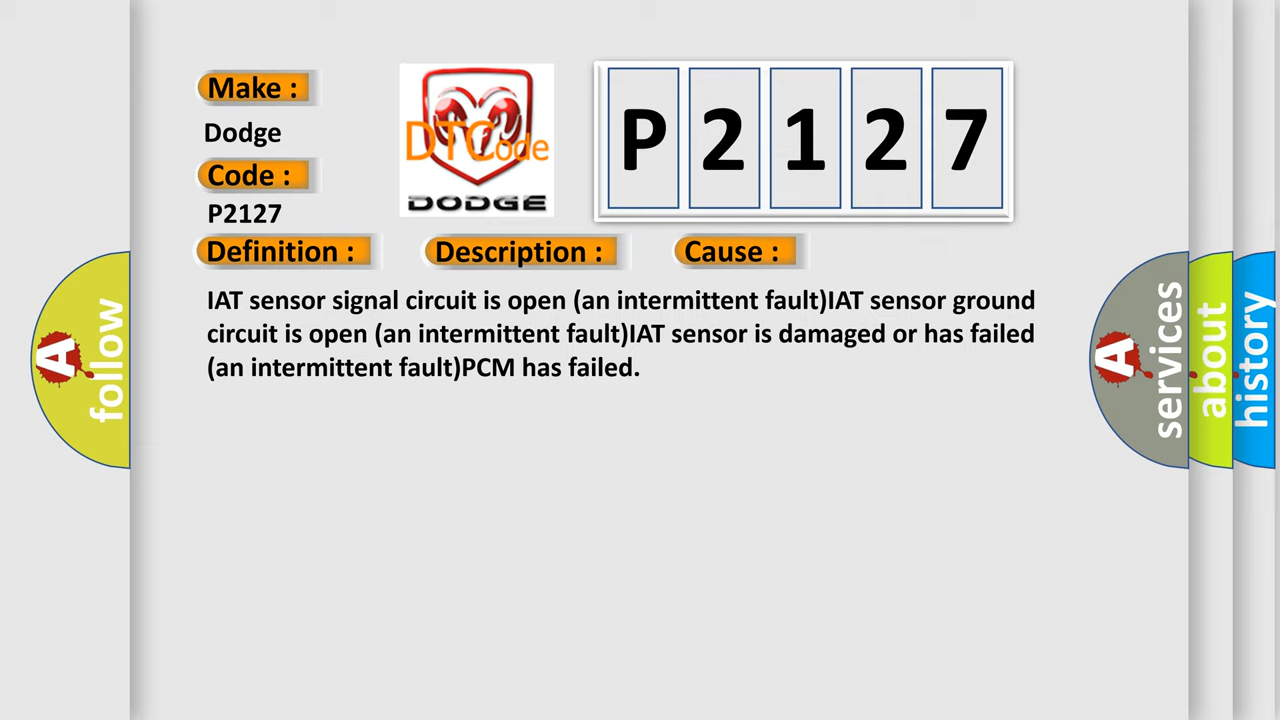 Make :
Dodge
Code :
P2127
DTCode
DODGE
P 2 1 2 7
Definition :
Description :
Cause :
IAT sensor signal circuit is open (an intermittent fault)IAT sensor ground
circuit is open (an intermittent fault)IAT sensor is damaged or has failed
(an intermittent fault)PCM has failed.
A follow
A services
about
history